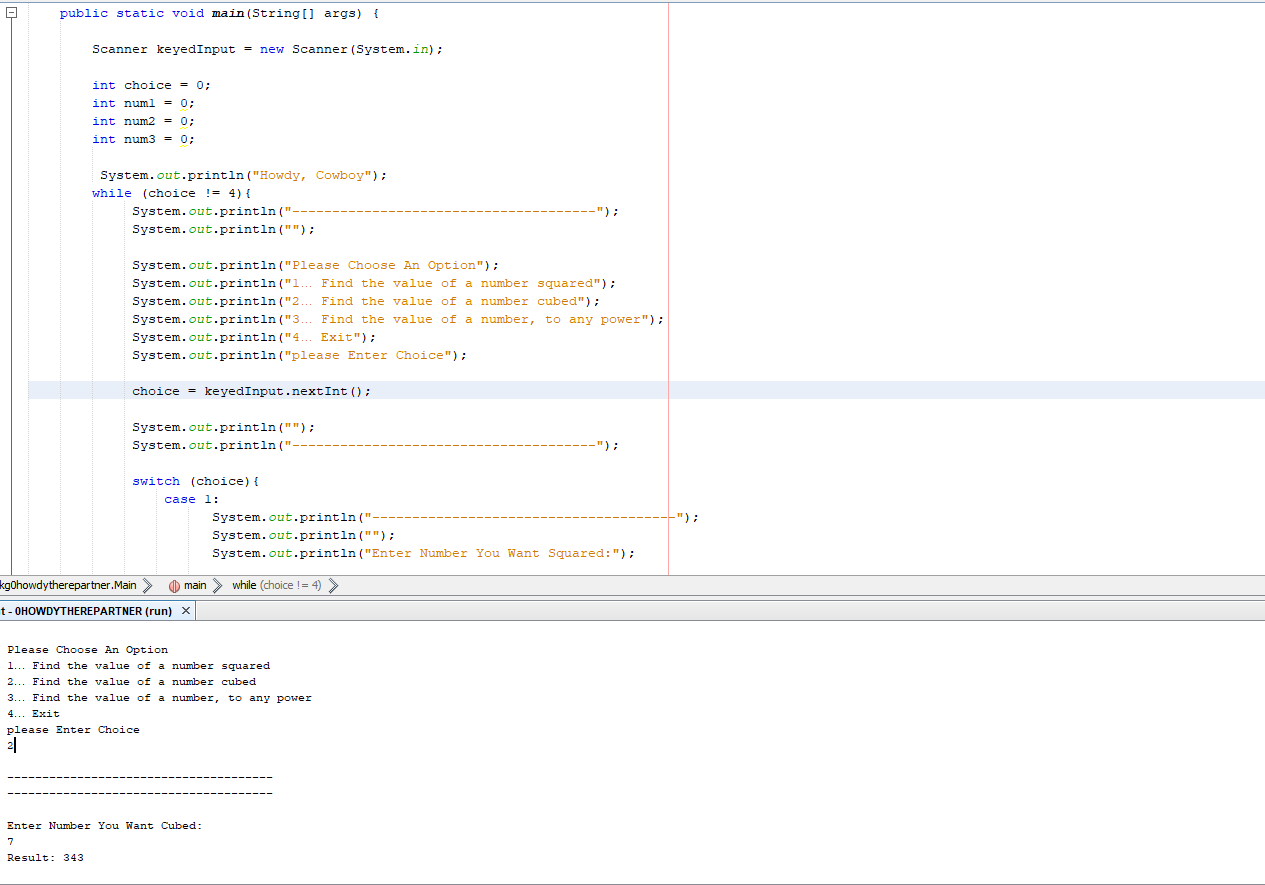 public static void main(String[] args) {
Scanner keyedInput = new Scanner(System.in);
int choice = 0;
int num1 = 0;
int num2 = 0;
int num3 = 0;
System.out.println("Howdy, Cowboy");
while (choice != 4){
System.out.println("--------------------------------------");
System.out.println("");
System.out.println("Please Choose An Option");
System.out.println("1... Find the value of a number squared");
System.out.println("2... Find the value of a number cubed");
System.out.println("3... Find the value of a number, to any power");
System.out.println("4... Exit");
System.out.println("please Enter Choice");
choice = keyedInput.nextInt();
System.out.println("");
System.out.println("--------------------------------------");
switch (choice){
case 1:
System.out.println("--------------------------------------");
System.out.println("");
System.out.println("Enter Number You Want Squared:");
kg0howdytherepartner.Main main while (choice != 4)
t - 0HOWDYTHEREPARTNER (run) ×
Please Choose An Option
1... Find the value of a number squared
2... Find the value of a number cubed
3... Find the value of a number, to any power
4... Exit
please Enter Choice
2
--------------------------------------
--------------------------------------
Enter Number You Want Cubed:
7
Result: 343